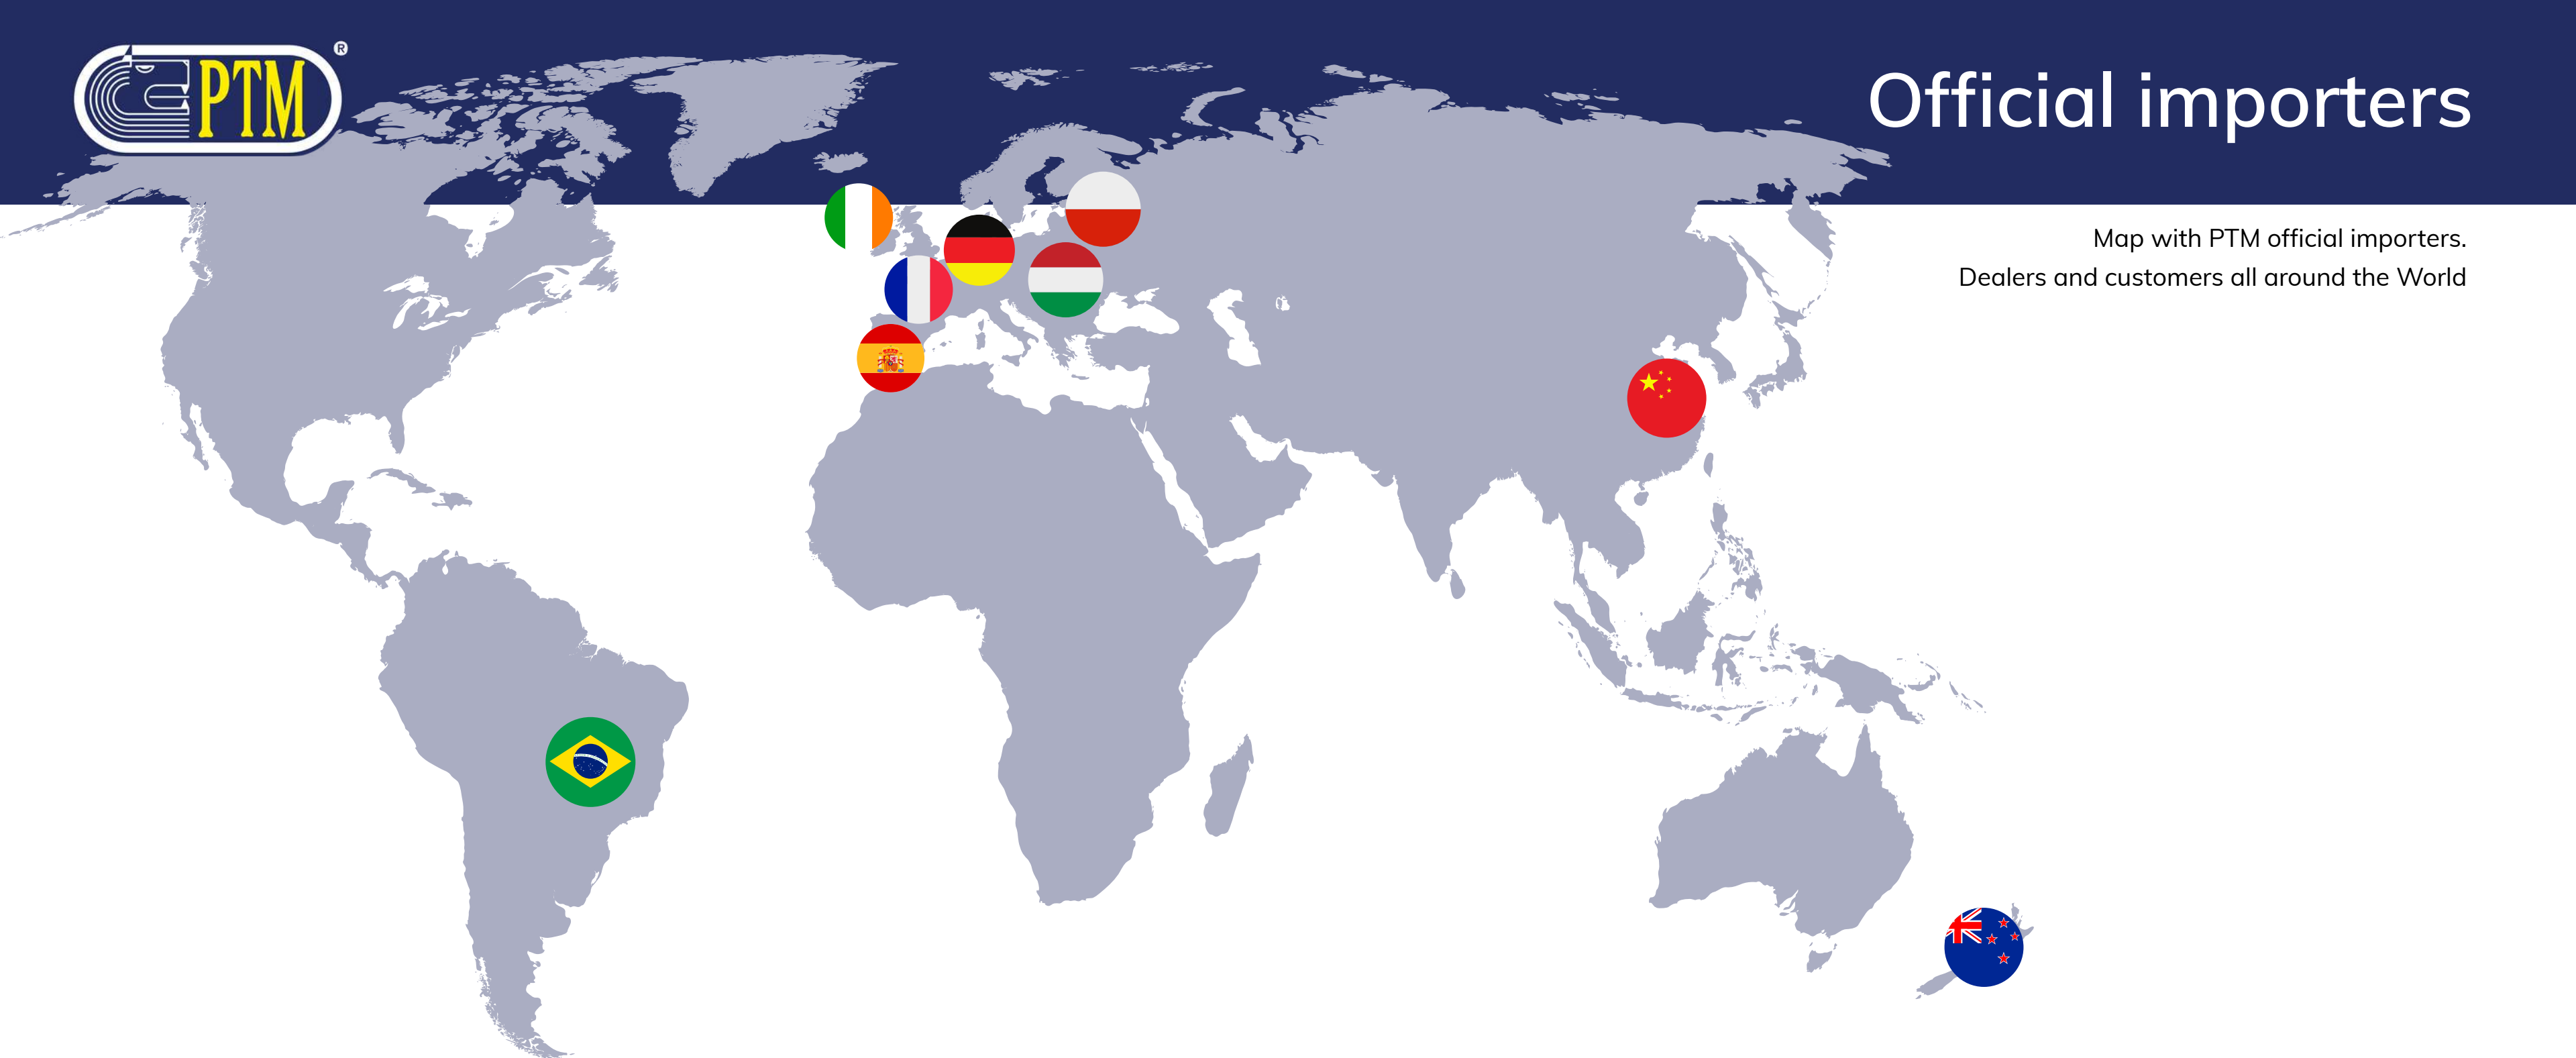 PTM
®
Official importers
Map with PTM official importers.
Dealers and customers all around the World